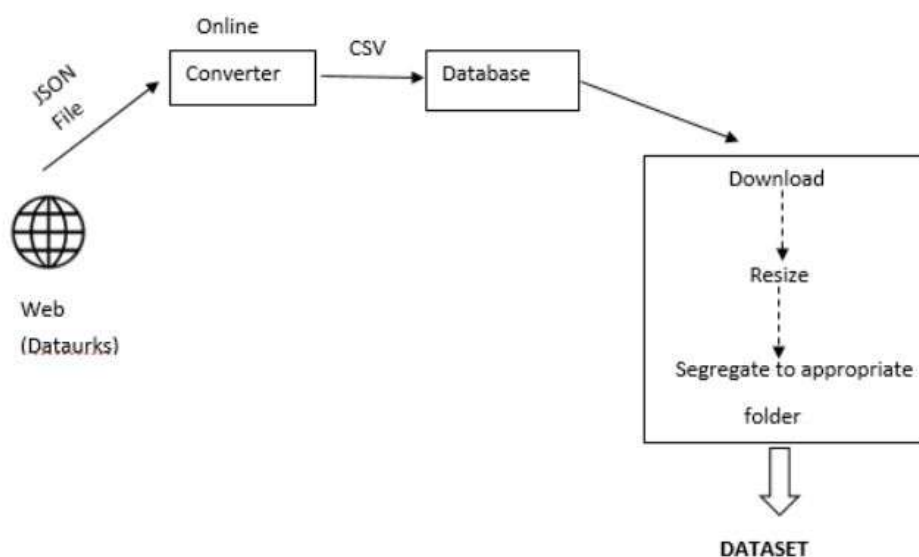 Online
Converter
CSV
Database
JSON
File
Web
(Dataurks)
Download
Resize
Segregate to appropriate
folder
DATASET